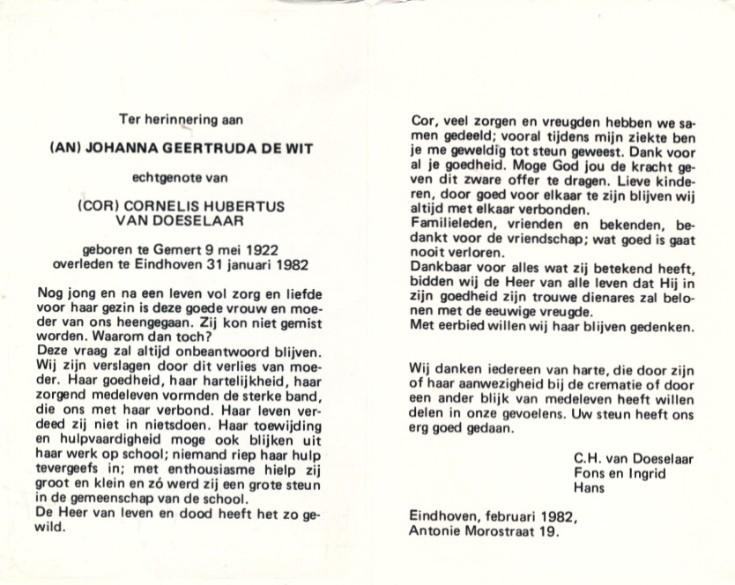 Ter herinnering aan
(AN) JOHANNA GEERTRUDA DE WIT
echtgenote van
(COR) CORNELIS HUBERTUS
VAN DOESELAAR
geboren te Gemert 9 mei 1922
overleden te Eindhoven 31 januari 1982
Nog jong en na een leven vol zorg en liefde
voor haar gezin is deze goede vrouw en moe-
der van ons heengegaan. Zij kon niet gemist
worden. Waarom dan toch?
Deze vraag zal altijd onbeantwoord blijven.
Wij zijn verslagen door dit verlies van moe-
der. Haar goedheid, haar hartelijkheid, haar
zorgend medeleven vormden de sterke band,
die ons met haar verbond. Haar leven ver-
deed zij niet in nietsdoen. Haar toewijding
en hulpvaardigheid moge ook blijken uit
haar werk op school; niemand riep haar hulp
tevergeefs in; met enthousiasme hielp zij
groot en klein en zó werd zij een grote steun
in de gemeenschap van de school.
De Heer van leven en dood heeft het zo ge-
wild.
Cor, veel zorgen en vreugden hebben we sa-
men gedeeld; vooral tijdens mijn ziekte ben
je me geweldig tot steun geweest. Dank voor
al je goedheid. Moge God jou de kracht ge-
ven dit zware offer te dragen. Lieve kinde-
ren, door goed voor elkaar te zijn blijven wij
altijd met elkaar verbonden.
Familieleden, vrienden en bekenden, be-
dankt voor de vriendschap; wat goed is gaat
nooit verloren.
Dankbaar voor alles wat zij betekend heeft,
bidden wij de Heer van alle leven dat Hij in
zijn goedheid zijn trouwe dienares zal belo-
nen met de eeuwige vreugde.
Met eerbied willen wij haar blijven gedenken.
Wij danken iedereen van harte, die door zijn
of haar aanwezigheid bij de crematie of door
een ander blijk van medeleven heeft willen
delen in onze gevoelens. Uw steun heeft ons
erg goed gedaan.
C.H. van Doeselaar
Fons en Ingrid
Hans
Eindhoven, februari 1982,
Antonie Morostraat 19.